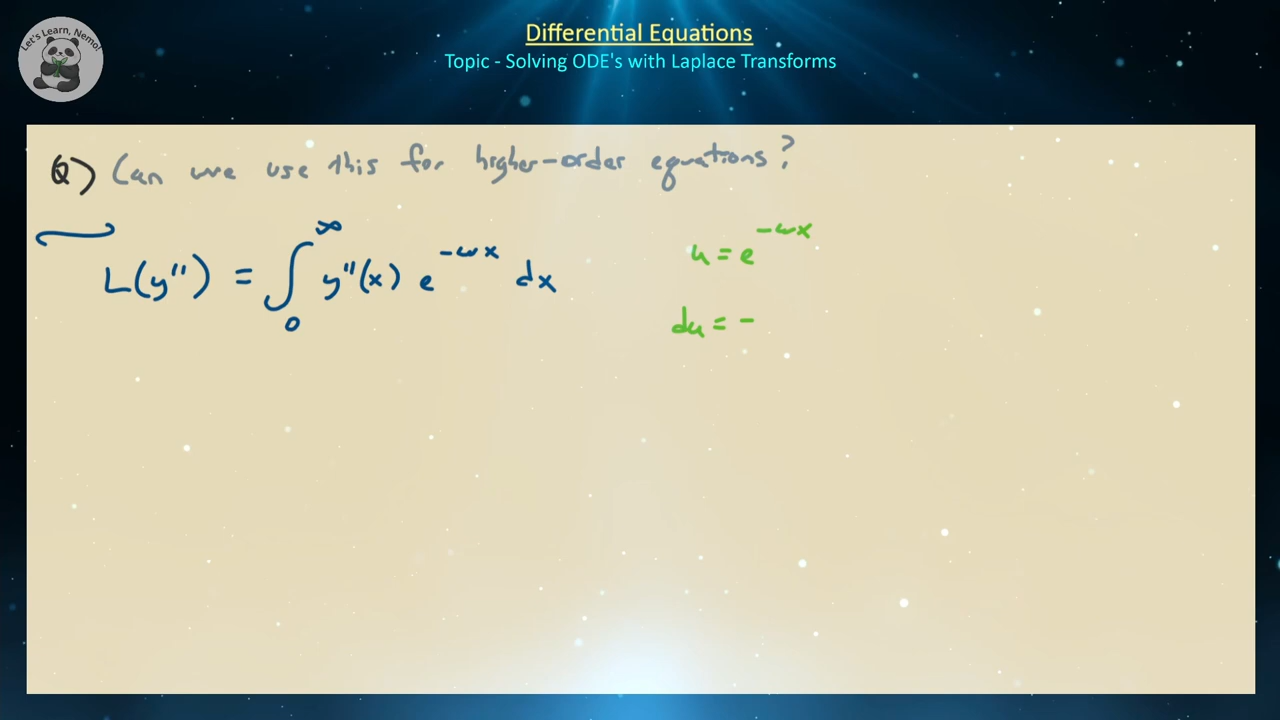 Let's Learn, Nemo!
Differential Equations
Topic - Solving ODE's with Laplace Transforms
Q) Can we use this for higher-order equations?
L(y'') = ∫₀^∞ y''(x) e^{-ωx} dx
u = e^{-ωx}
du = -